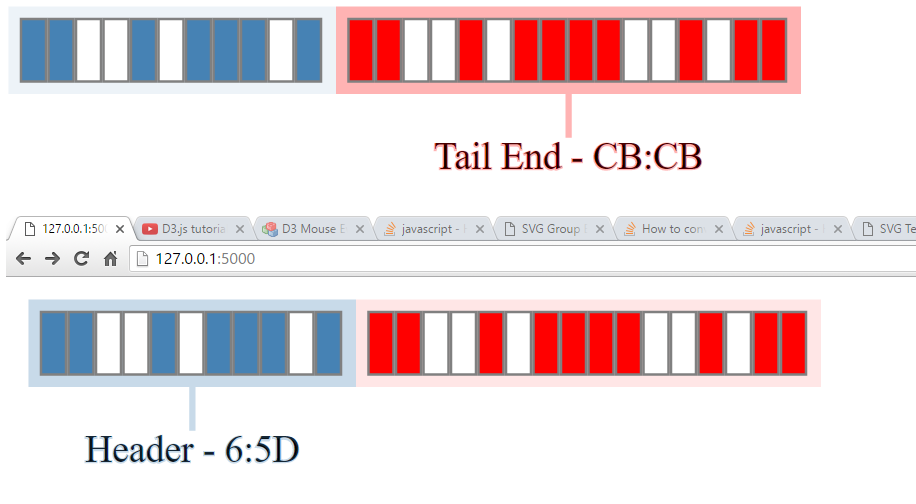 Tail End - CB:CB
127.0.0.1:50 D3.js tutoria D3 Mouse E javascript - SVG Group How to con javascript - SVG Te
127.0.0.1:5000
Header - 6:5D